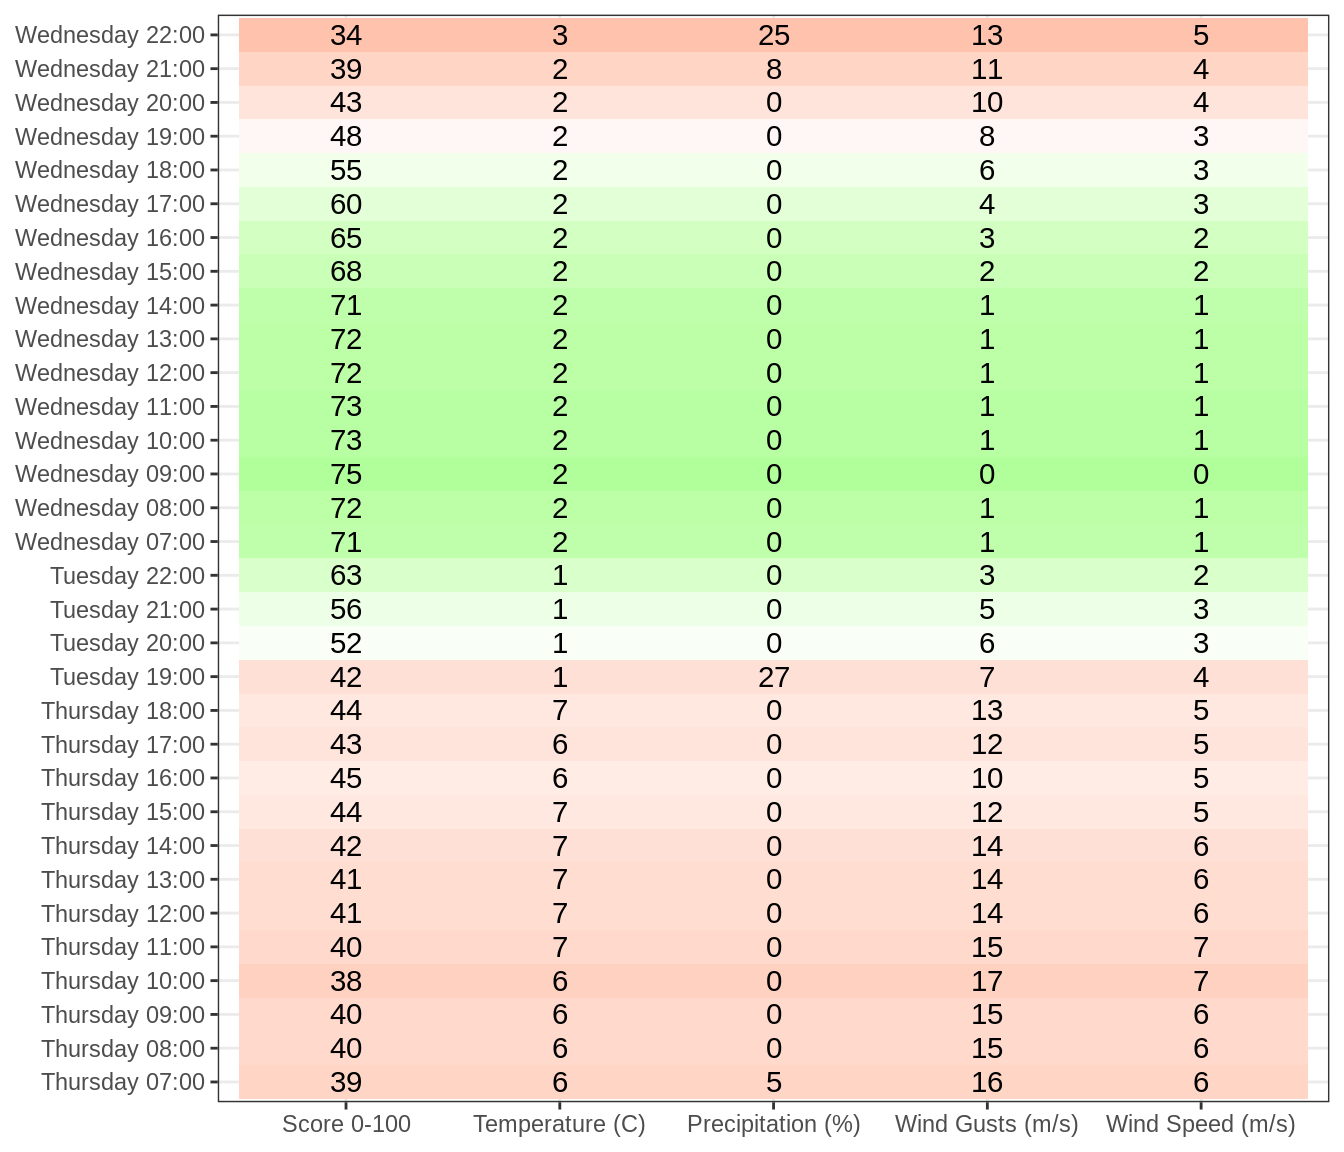 Wednesday 22:00 34 3 25 13 5
Wednesday 21:00 39 2 8 11 4
Wednesday 20:00 43 2 0 10 4
Wednesday 19:00 48 2 0 8 3
Wednesday 18:00 55 2 0 6 3
Wednesday 17:00 60 2 0 4 3
Wednesday 16:00 65 2 0 3 2
Wednesday 15:00 68 2 0 2 2
Wednesday 14:00 71 2 0 1 1
Wednesday 13:00 72 2 0 1 1
Wednesday 12:00 72 2 0 1 1
Wednesday 11:00 73 2 0 1 1
Wednesday 10:00 73 2 0 1 1
Wednesday 09:00 75 2 0 0 0
Wednesday 08:00 72 2 0 1 1
Wednesday 07:00 71 2 0 1 1
Tuesday 22:00 63 1 0 3 2
Tuesday 21:00 56 1 0 5 3
Tuesday 20:00 52 1 0 6 3
Tuesday 19:00 42 1 27 7 4
Thursday 18:00 44 7 0 13 5
Thursday 17:00 43 6 0 12 5
Thursday 16:00 45 6 0 10 5
Thursday 15:00 44 7 0 12 5
Thursday 14:00 42 7 0 14 6
Thursday 13:00 41 7 0 14 6
Thursday 12:00 41 7 0 14 6
Thursday 11:00 40 7 0 15 7
Thursday 10:00 38 6 0 17 7
Thursday 09:00 40 6 0 15 6
Thursday 08:00 40 6 0 15 6
Thursday 07:00 39 6 5 16 6
Score 0-100 Temperature (C) Precipitation (%) Wind Gusts (m/s) Wind Speed (m/s)